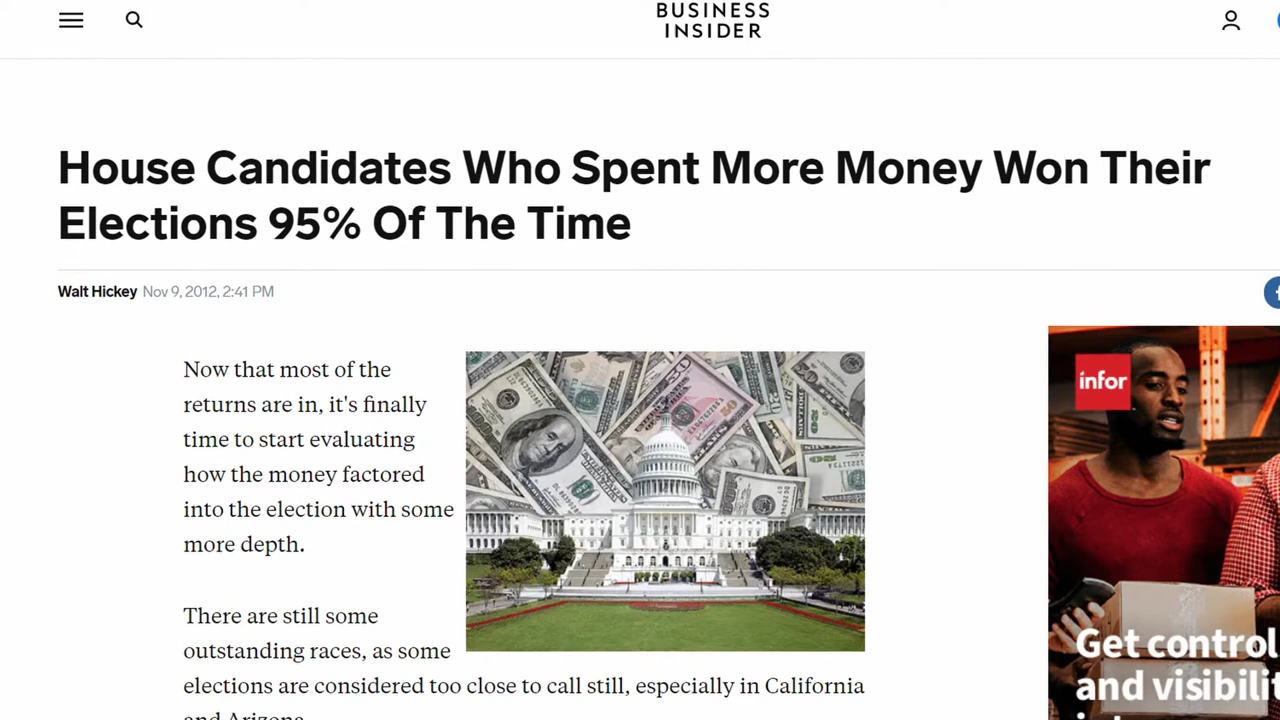 BUSINESS
INSIDER
House Candidates Who Spent More Money Won Their
Elections 95% Of The Time
Walt Hickey Nov 9, 2012, 2:41 PM
Now that most of the
returns are in, it's finally
time to start evaluating
how the money factored
into the election with some
more depth.
There are still some
outstanding races, as some
elections are considered too close to call still, especially in California
and Arizona.
infor
Get control
and visibilit